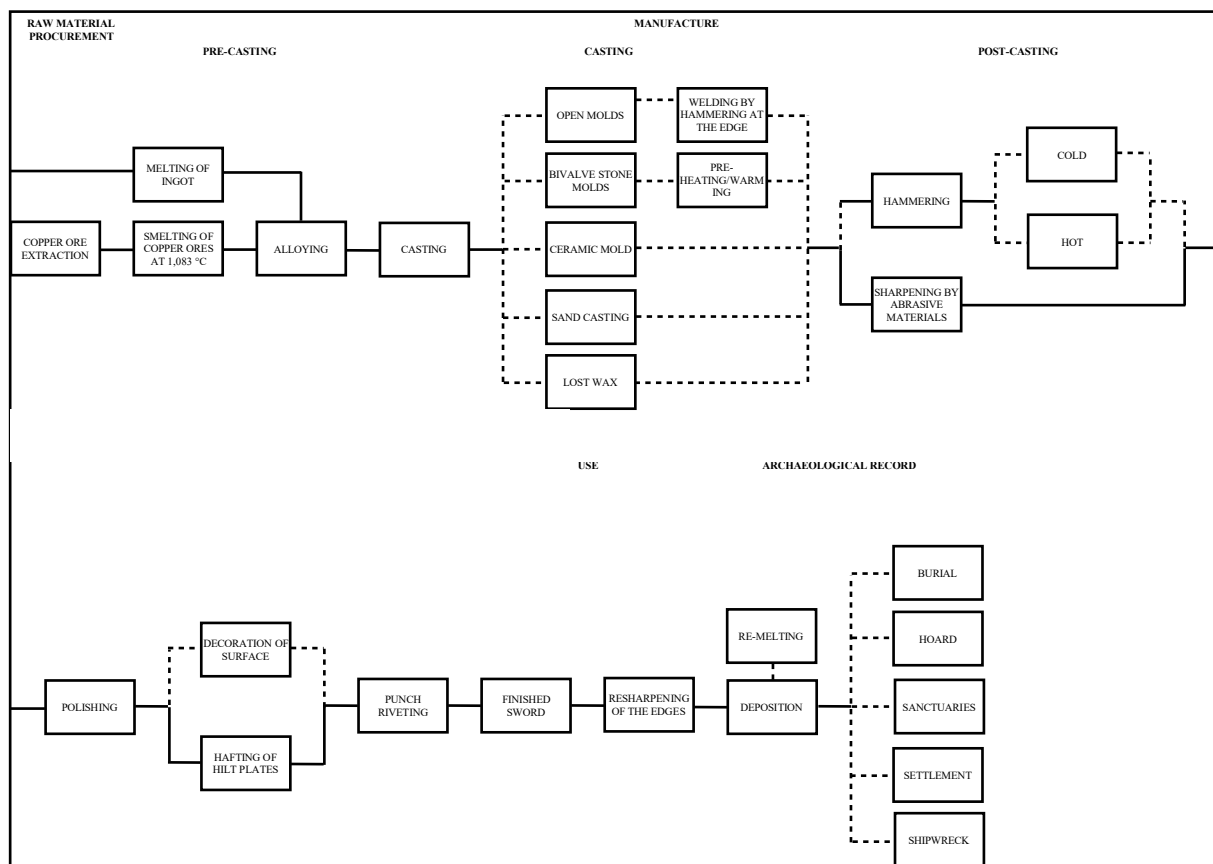 RAW MATERIAL
PROCUREMENT
MANUFACTURE
PRE-CASTING
CASTING
POST-CASTING
MELTING OF
INGOT
COPPER ORE
EXTRACTION
SMELTING OF
COPPER ORES
AT 1,083 °C
ALLOYING
CASTING
OPEN MOLDS
WELDING BY
HAMMERING AT
THE EDGE
BIVALVE STONE
MOLDS
PRE-
HEATING/WARM
ING
CERAMIC MOLD
SAND CASTING
LOST WAX
HAMMERING
COLD
HOT
SHARPENING BY
ABRASIVE
MATERIALS
USE
ARCHAEOLOGICAL RECORD
POLISHING
DECORATION OF
SURFACE
HAFTING OF
HILT PLATES
PUNCH
RIVETING
FINISHED
SWORD
RESHARPENING
OF THE EDGES
RE-MELTING
DEPOSITION
BURIAL
HOARD
SANCTUARIES
SETTLEMENT
SHIPWRECK